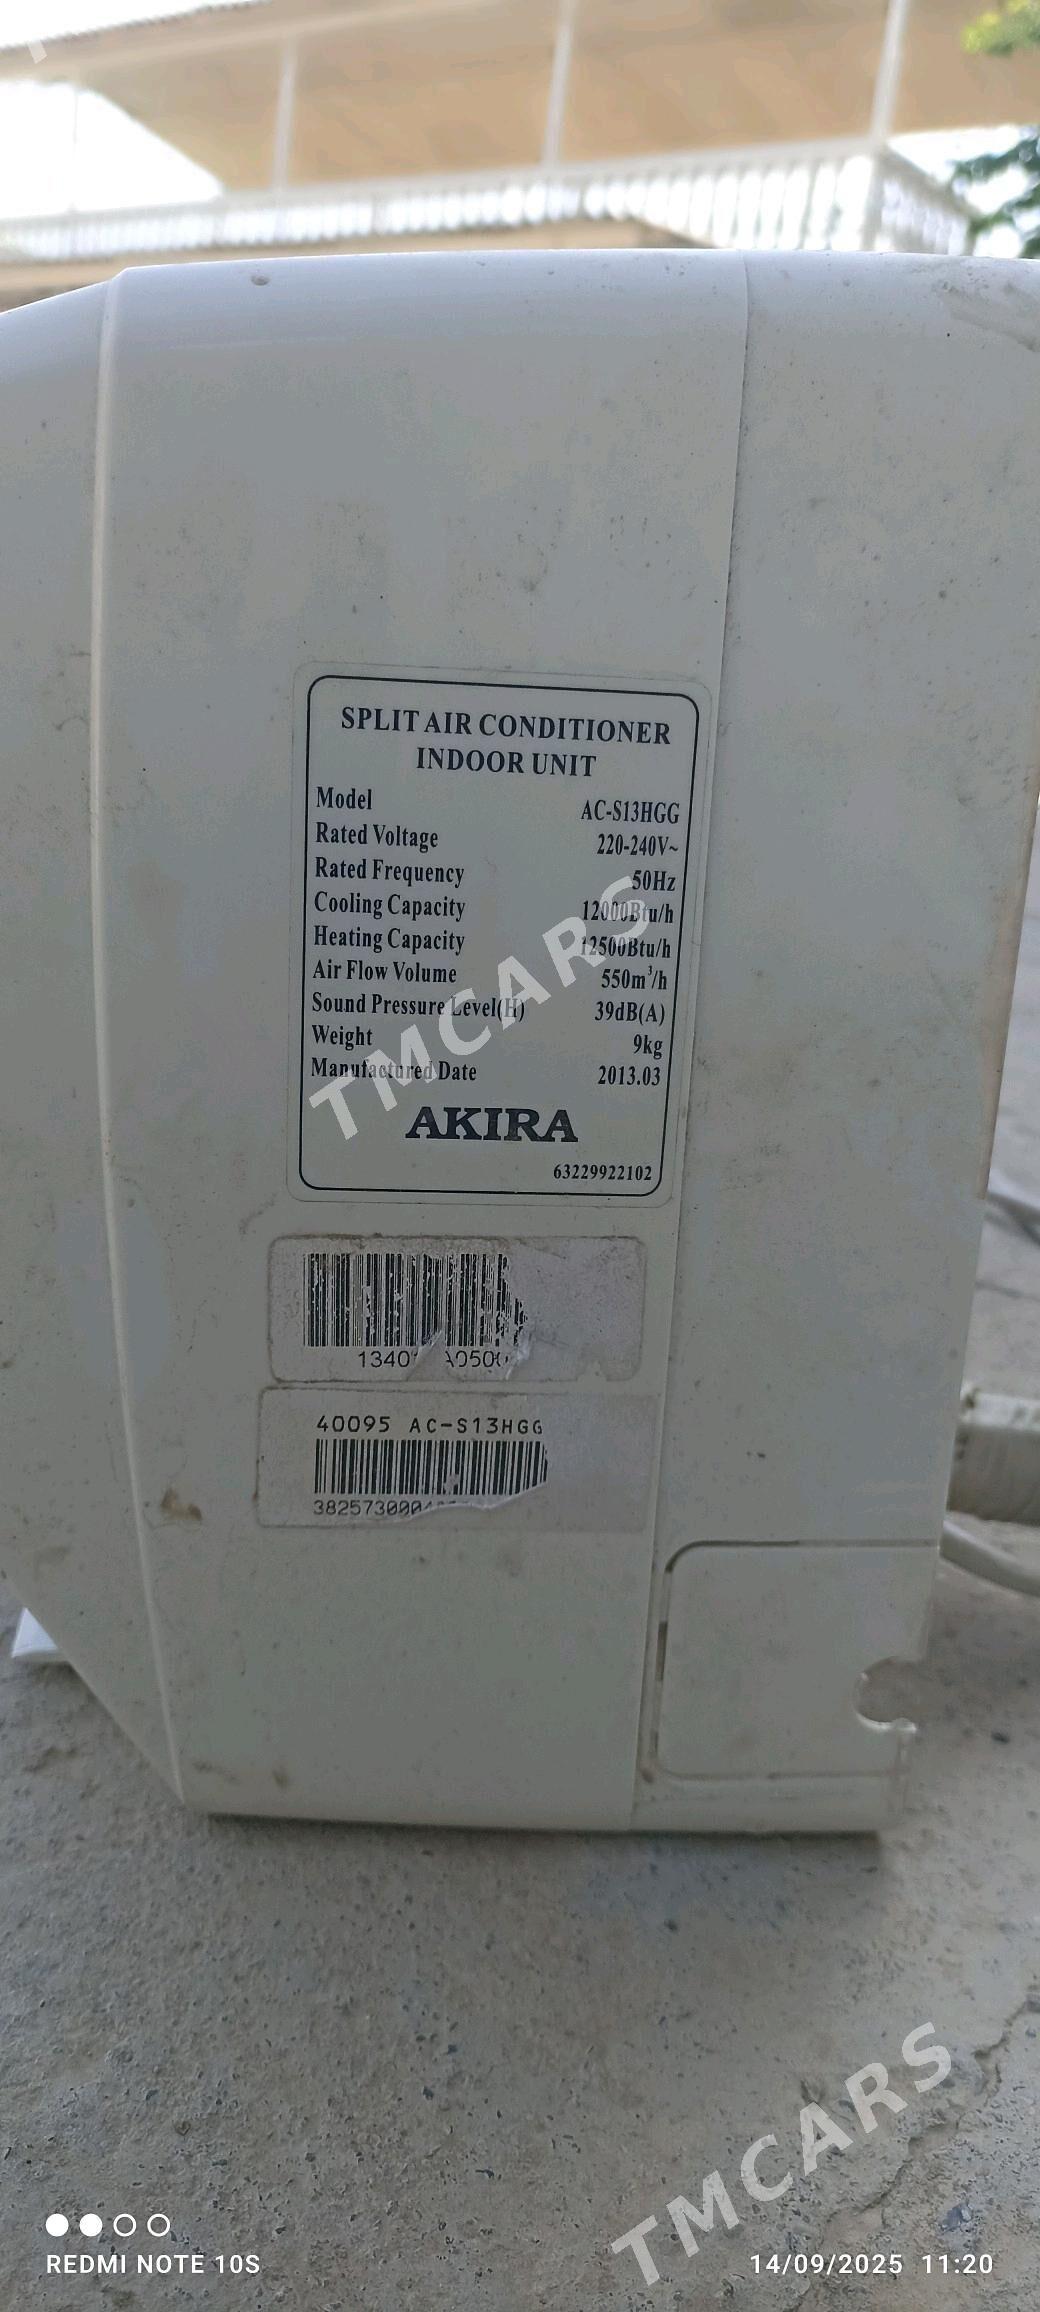 SPLIT AIR CONDITIONER
INDOOR UNIT
Model AC-S13HGG
Rated Voltage 220-240V~
Rated Frequency 50Hz
Cooling Capacity 12000Btu/h
Heating Capacity 12500Btu/h
Air Flow Volume 550m³/h
Sound Pressure Level(H) 39dB(A)
Weight 9kg
Manufactured Date 2013.03
AKIRA
63229922102
40095 AC-S13HGG
TMCARS
TMCARS
REDMI NOTE 10S
14/09/2025 11:20